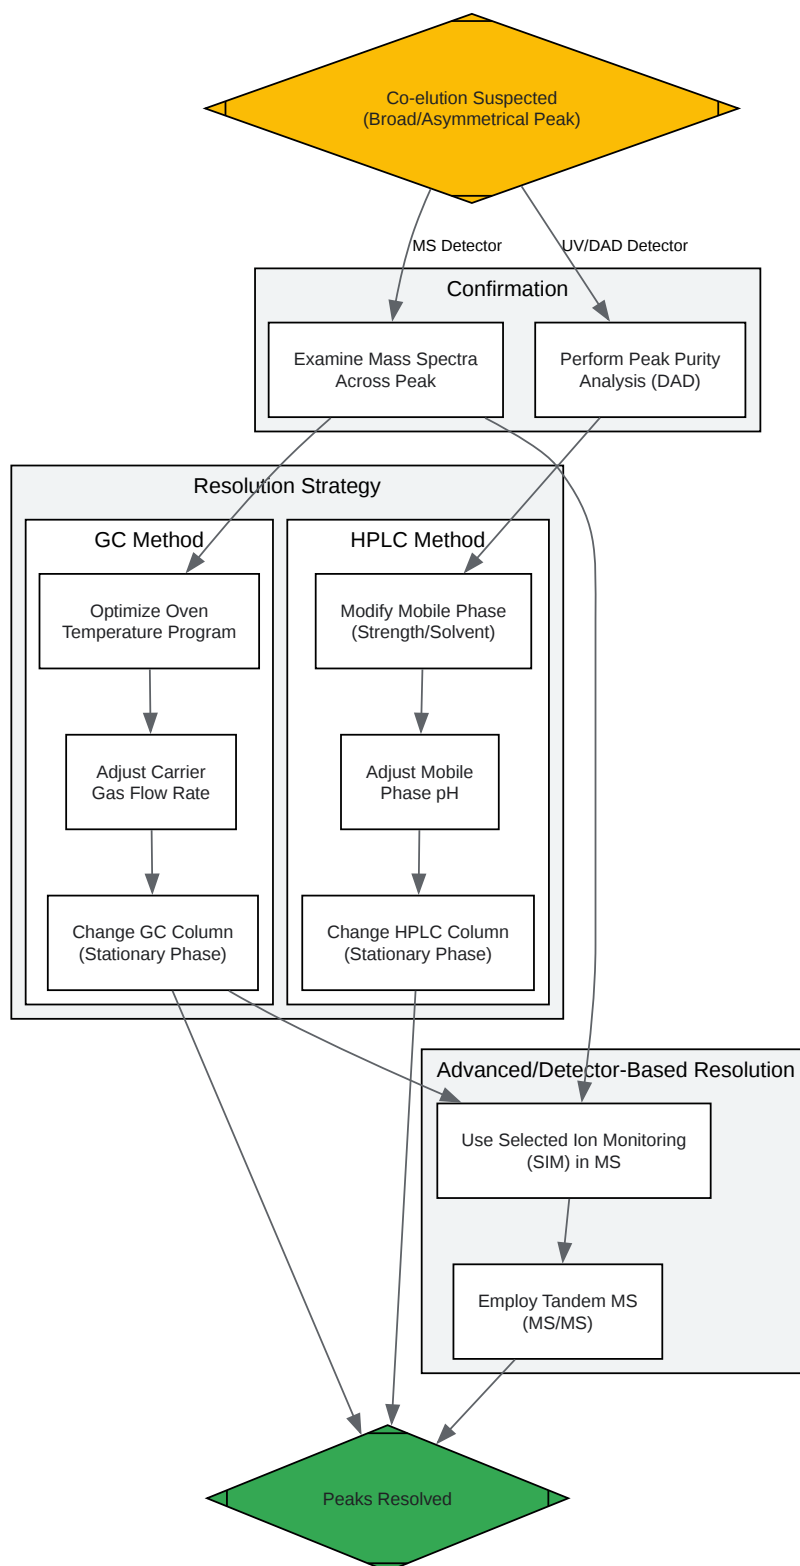 Co-elution Suspected
(Broad/Asymmetrical Peak)
MS Detector
UV/DAD Detector
Confirmation
Examine Mass Spectra
Across Peak
Perform Peak Purity
Analysis (DAD)
Resolution Strategy
GC Method
HPLC Method
Optimize Oven
Temperature Program
Modify Mobile Phase
(Strength/Solvent)
Adjust Carrier
Gas Flow Rate
Adjust Mobile
Phase pH
Change GC Column
(Stationary Phase)
Change HPLC Column
(Stationary Phase)
Advanced/Detector-Based Resolution
Use Selected Ion Monitoring
(SIM) in MS
Employ Tandem MS
(MS/MS)
Peaks Resolved